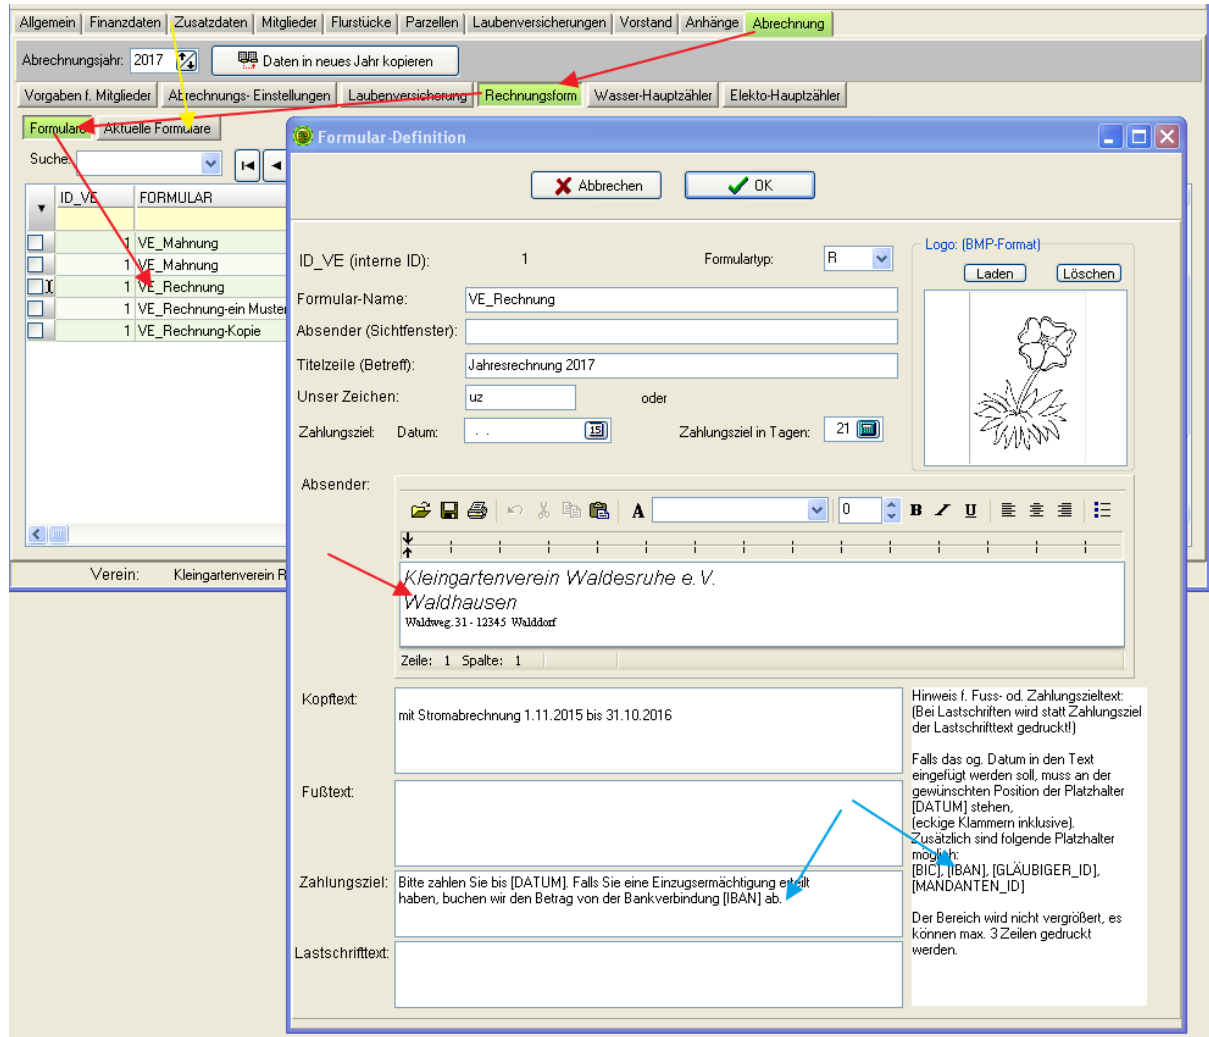 Allgemein Finanzdaten Zusatzdaten Mitglieder Flurstücke Parzellen Laubenversicherungen Vorstand Anhänge Abrechnung
Abrechnungsjahr: 2017 Daten in neues Jahr kopieren
Vorgaben f. Mitglieder Abrechnungs- Einstellungen Laubenversicherung Rechnungsform Wasser-Hauptzähler Elekto-Hauptzähler
Formulare Aktuelle Formulare
Suche:
ID_VE FORMULAR
1 VE_Mahnung
1 VE_Mahnung
1 VE_Rechnung
1 VE_Rechnung-ein Muster
1 VE_Rechnung-Kopie
Verein: Kleingartenverein R
Formular-Definition
Abbrechen OK
ID_VE (interne ID): 1 Formulartyp: R
Logo: (BMP-Format)
Laden Löschen
Formular-Name: VE_Rechnung
Absender (Sichtfenster):
Titelzeile (Betreff): Jahresrechnung 2017
Unser Zeichen: uz oder
Zahlungsziel: Datum: . . 15 Zahlungsziel in Tagen: 21
Absender:
A 0 B I U
Kleingartenverein Waldesruhe e.V.
Waldhausen
Waldweg.31 - 12345 Walddorf
Zeile: 1 Spalte: 1
Kopftext:
mit Stromabrechnung 1.11.2015 bis 31.10.2016
Fußtext:
Zahlungsziel: Bitte zahlen Sie bis [DATUM]. Falls Sie eine Einzugsermächtigung erteilt
haben, buchen wir den Betrag von der Bankverbindung [IBAN] ab.
Lastschrifttext:
Hinweis f. Fuss- od. Zahlungszieltext:
(Bei Lastschriften wird statt Zahlungsziel
der Lastschrifttext gedruckt!)
Falls das og. Datum in den Text
eingefügt werden soll, muss an der
gewünschten Position der Platzhalter
[DATUM] stehen,
(eckige Klammern inklusive).
Zusätzlich sind folgende Platzhalter
möglich:
[BIC], [IBAN], [GLÄUBIGER_ID],
[MANDANTEN_ID]
Der Bereich wird nicht vergrößert, es
können max. 3 Zeilen gedruckt
werden.